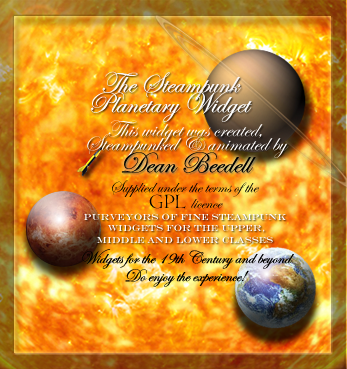 The Steampunk
Planetary Widget
This widget was created,
Steampunked & animated by
Dean Beedell
Supplied under the terms of the
GPL licence
PURVEYORS OF FINE STEAMPUNK
WIDGETS FOR THE UPPER,
MIDDLE AND LOWER CLASSES
Widgets for the 19th Century and beyond.
Do enjoy the experience!